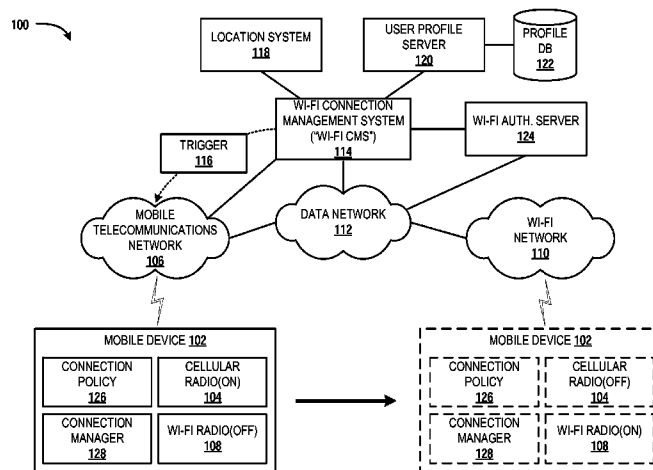 100
LOCATION SYSTEM
118
USER PROFILE
SERVER
120
PROFILE
DB
122
WI-FI CONNECTION
MANAGEMENT SYSTEM
("WI-FI CMS")
114
WI-FI AUTH. SERVER
124
TRIGGER
116
MOBILE
TELECOMMUNICATIONS
NETWORK
106
DATA NETWORK
112
WI-FI
NETWORK
110
MOBILE DEVICE 102
CONNECTION
POLICY
126
CELLULAR
RADIO(ON)
104
CONNECTION
MANAGER
128
WI-FI RADIO(OFF)
108
MOBILE DEVICE 102
CONNECTION
POLICY
126
CELLULAR
RADIO(OFF)
104
CONNECTION
MANAGER
128
WI-FI RADIO(ON)
108